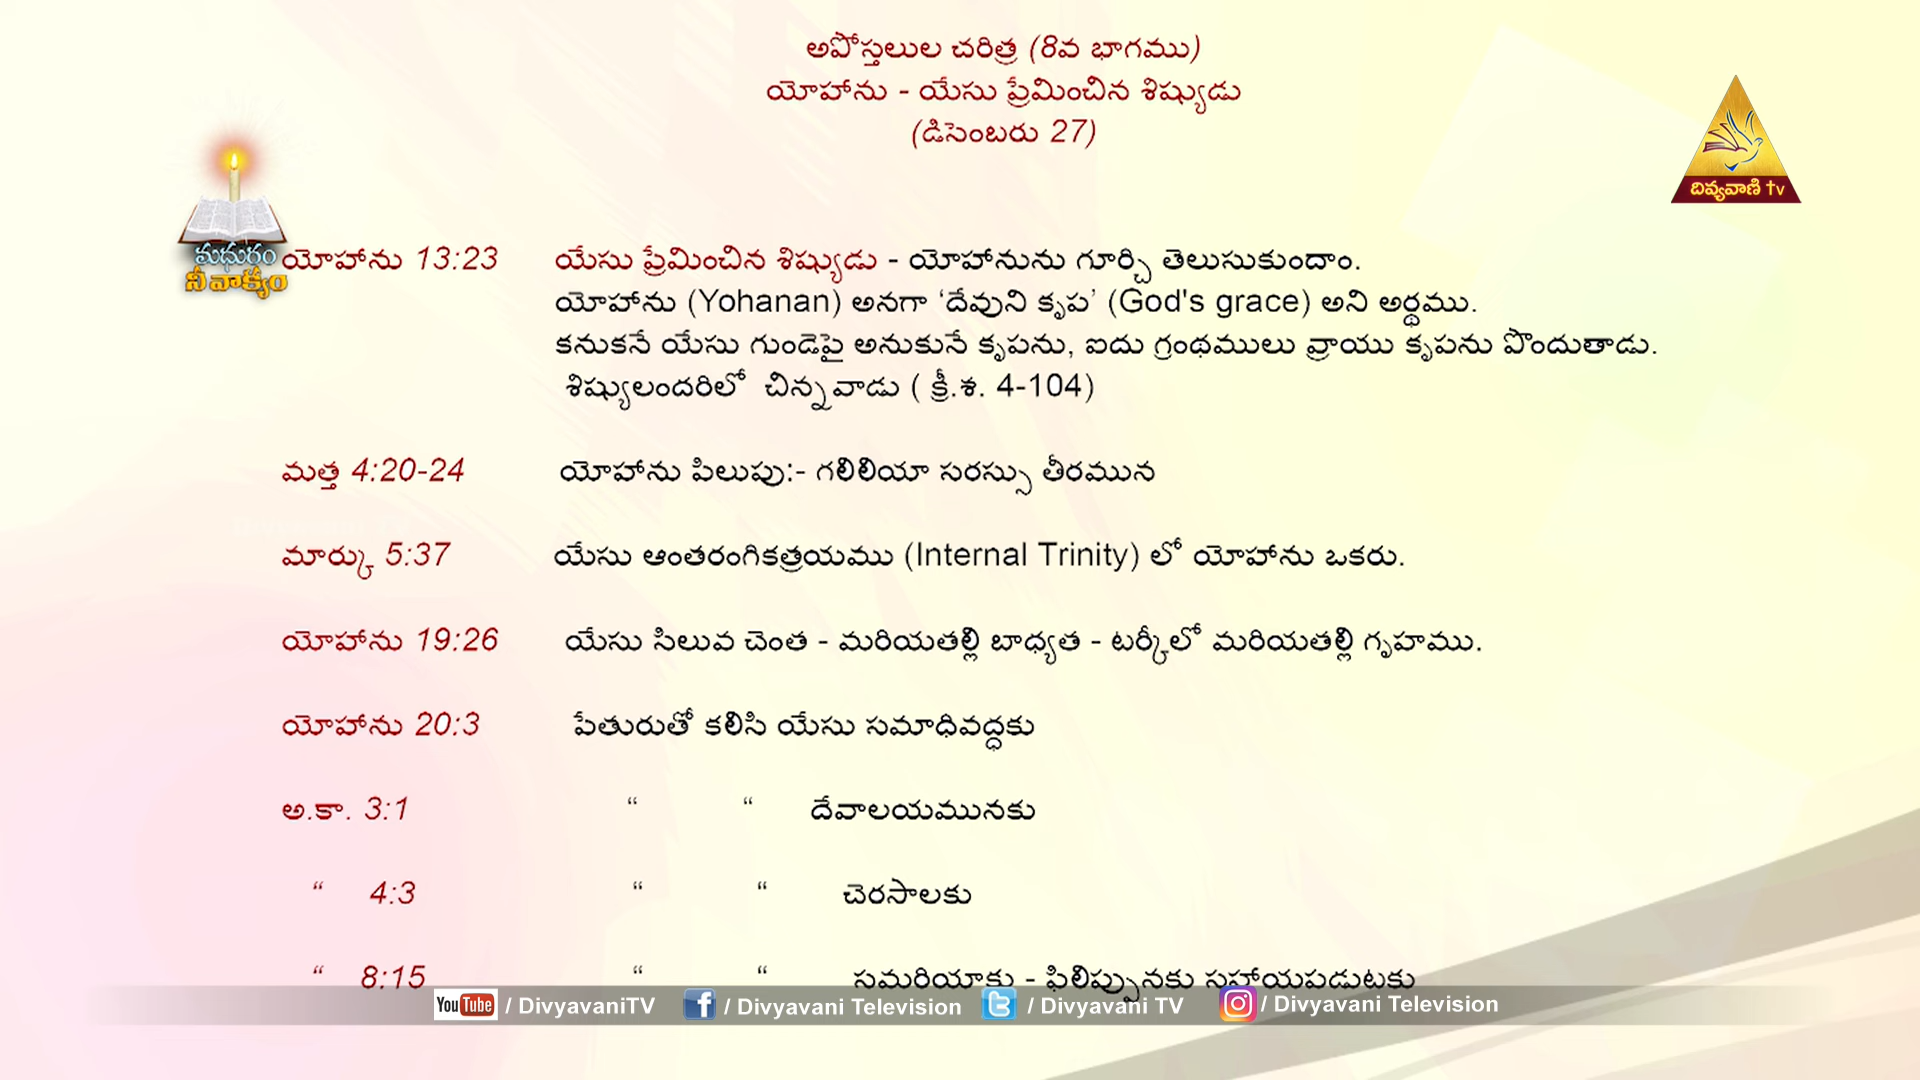 అపోస్తలుల చరిత్ర (8వ భాగము)
యోహాను - యేసు ప్రేమించిన శిష్యుడు
(డిసెంబరు 27)
దివ్యవాణి tv
మధురం
నీ వాక్యం
యోహాను 13:23 యేసు ప్రేమించిన శిష్యుడు - యోహానును గూర్చి తెలుసుకుందాం.
యోహాను (Yohanan) అనగా ‘దేవుని కృప’ (God's grace) అని అర్థము.
కనుకనే యేసు గుండెపై అనుకునే కృపను, ఐదు గ్రంథములు వ్రాయు కృపను పొందుతాడు.
శిష్యులందరిలో చిన్నవాడు ( క్రీ.శ. 4-104)
మత్త 4:20-24 యోహాను పిలుపు:- గలిలియా సరస్సు తీరమున
మార్కు 5:37 యేసు ఆంతరంగికత్రయము (Internal Trinity) లో యోహాను ఒకరు.
యోహాను 19:26 యేసు సిలువ చెంత - మరియతల్లి బాధ్యత - టర్కీలో మరియతల్లి గృహము.
యోహాను 20:3 పేతురుతో కలిసి యేసు సమాధివద్ధకు
అ.కా. 3:1 “ “ దేవాలయమునకు
“ 4:3 “ “ చెరసాలకు
“ 8:15 “ “ సమరియాకు - ఫిలిప్పునకు సహాయపడుటకు
YouTube / DivyavaniTV f / Divyavani Television / Divyavani TV / Divyavani Television